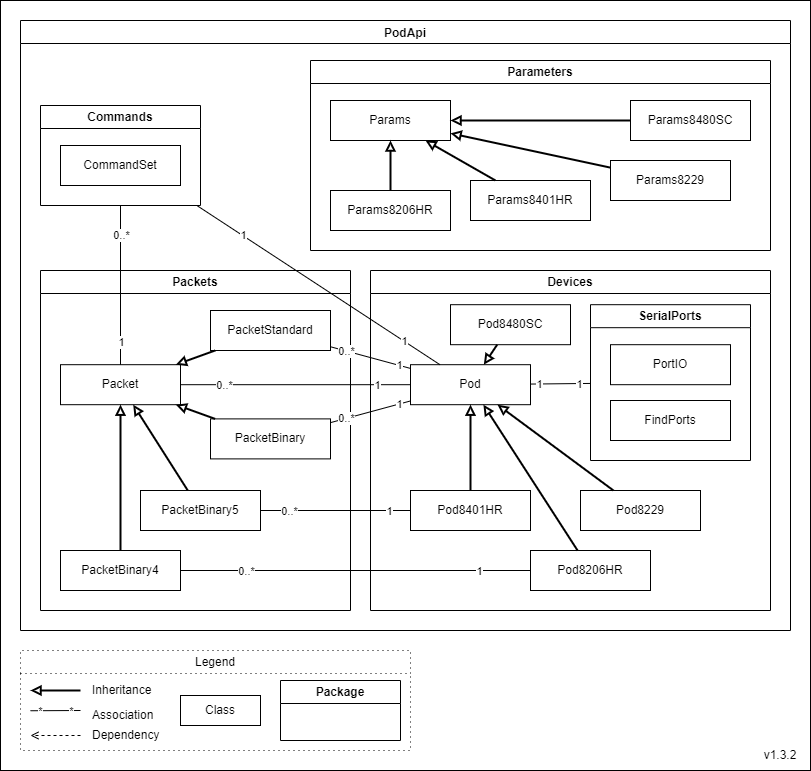 PodApi
Parameters
Params
Params8480SC
Params8229
Params8401HR
Params8206HR
Commands
CommandSet
0..*
1
1
1
Packets
PacketStandard
Packet
PacketBinary
PacketBinary5
PacketBinary4
0..*
1
0..*
1
0..*
1
0..*
1
0..*
1
Devices
Pod8480SC
Pod
1
1
SerialPorts
PortIO
FindPorts
Pod8401HR
Pod8229
Pod8206HR
Legend
Inheritance
* * Association
Dependency
Class
Package
v1.3.2